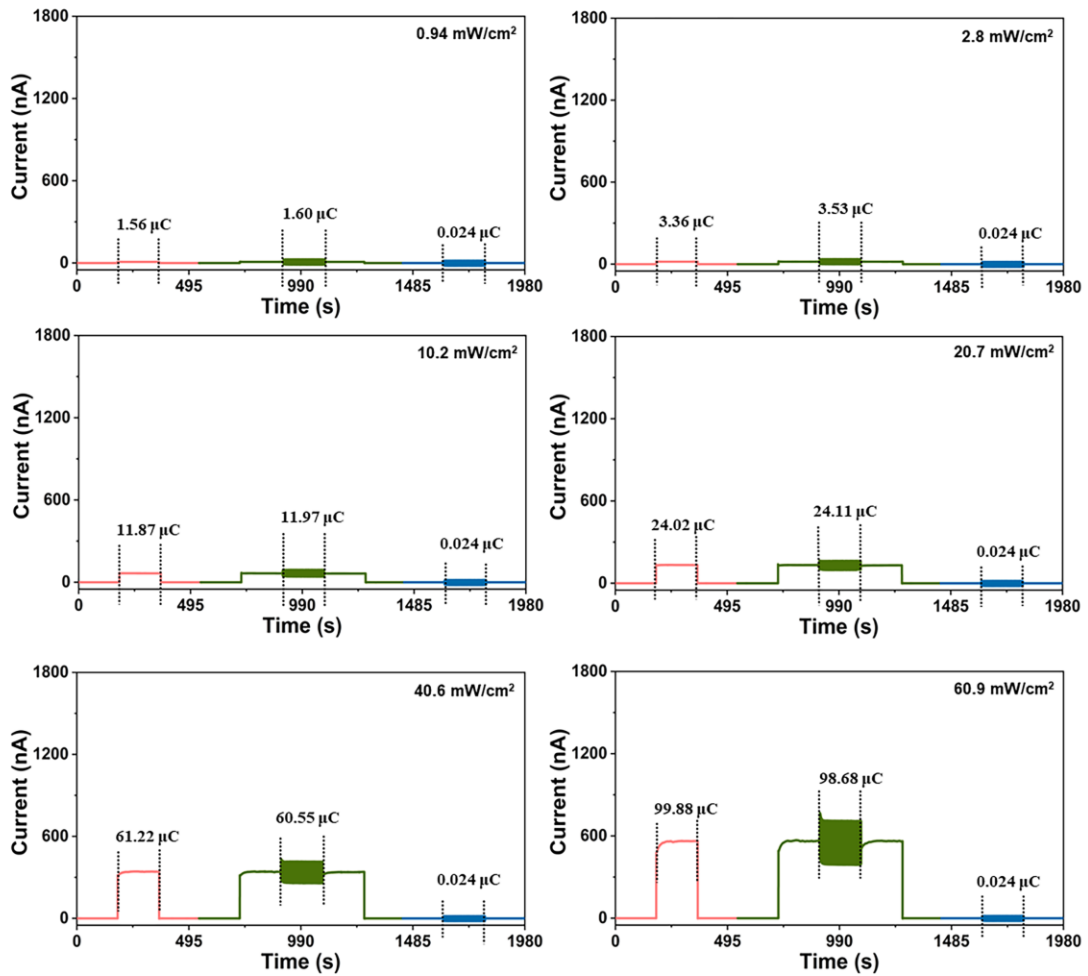 0.94 mW/cm²
Current (nA)
1800
1200
600
0
1.56 µC
1.60 µC
0.024 µC
0 495 990 1485 1980
Time (s)
2.8 mW/cm²
Current (nA)
1800
1200
600
0
3.36 µC
3.53 µC
0.024 µC
0 495 990 1485 1980
Time (s)
10.2 mW/cm²
Current (nA)
1800
1200
600
0
11.87 µC
11.97 µC
0.024 µC
0 495 990 1485 1980
Time (s)
20.7 mW/cm²
Current (nA)
1800
1200
600
0
24.02 µC
24.11 µC
0.024 µC
0 495 990 1485 1980
Time (s)
40.6 mW/cm²
Current (nA)
1800
1200
600
0
61.22 µC
60.55 µC
0.024 µC
0 495 990 1485 1980
Time (s)
60.9 mW/cm²
Current (nA)
1800
1200
600
0
99.88 µC
98.68 µC
0.024 µC
0 495 990 1485 1980
Time (s)